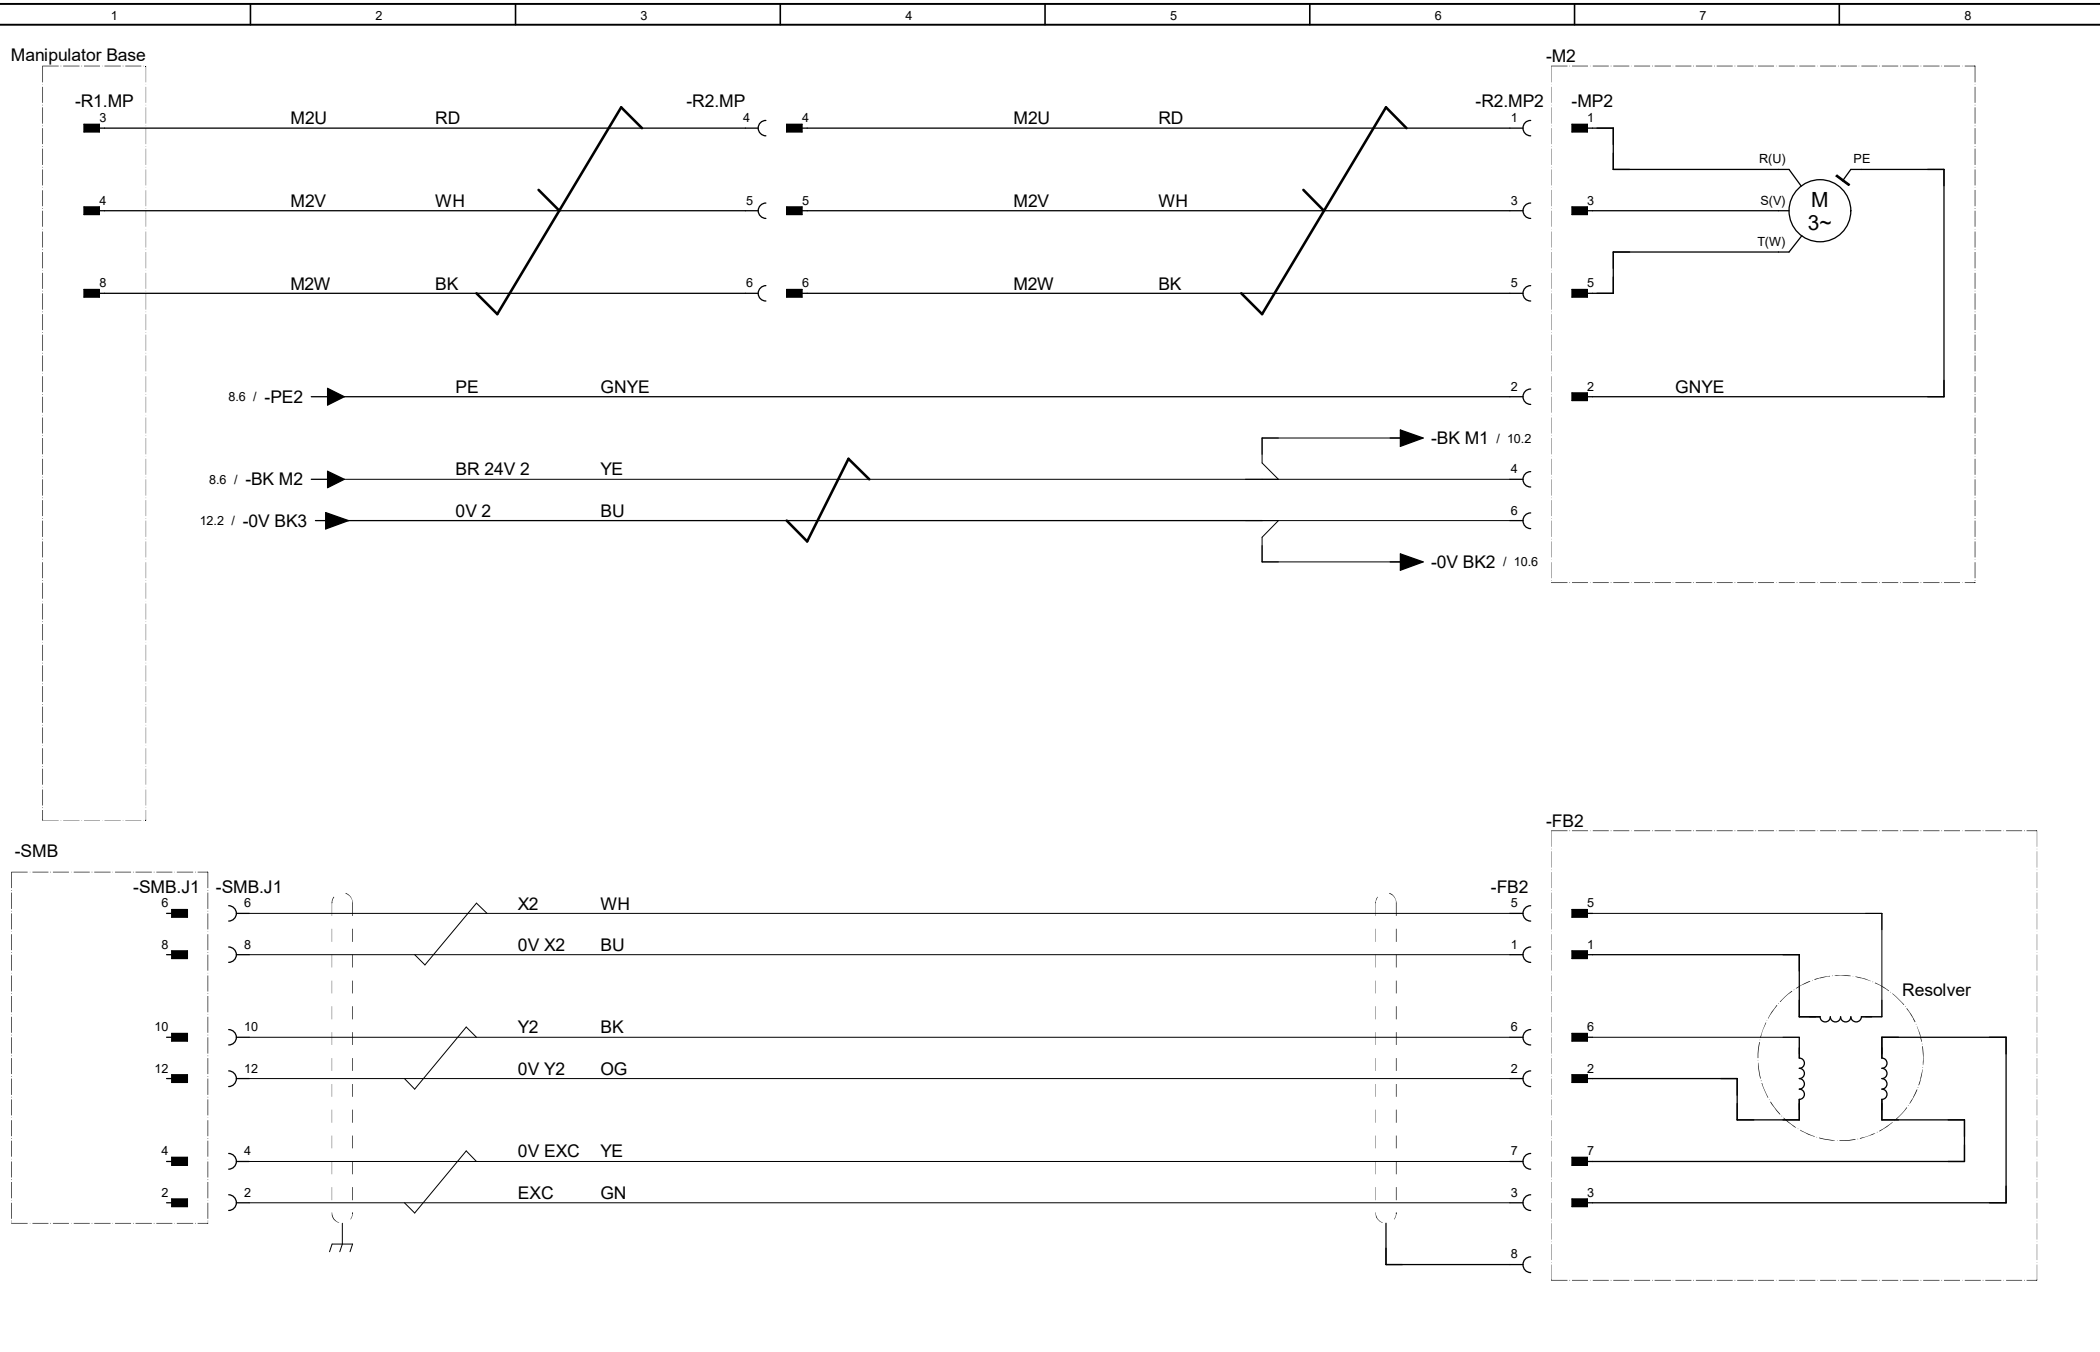 1 2 3 4 5 6 7 8
Manipulator Base -M2
-R1.MP -R2.MP -R2.MP2 -MP2
3 M2U RD 4 4 M2U RD 1 1
R(U) PE
4 M2V WH 5 5 M2V WH 3 3 S(V) M
3~
T(W)
8 M2W BK 6 6 M2W BK 5 5
8.6 / -PE2 PE GNYE 2 2 GNYE
-BK M1 / 10.2
8.6 / -BK M2 BR 24V 2 YE 4
12.2 / -0V BK3 0V 2 BU 6
-0V BK2 / 10.6
-FB2
-SMB
-SMB.J1 -SMB.J1 -FB2
6 6 X2 WH 5 5
8 8 0V X2 BU 1 1
Resolver
10 10 Y2 BK 6 6
12 12 0V Y2 OG 2 2
4 4 0V EXC YE 7 7
2 2 EXC GN 3 3
8